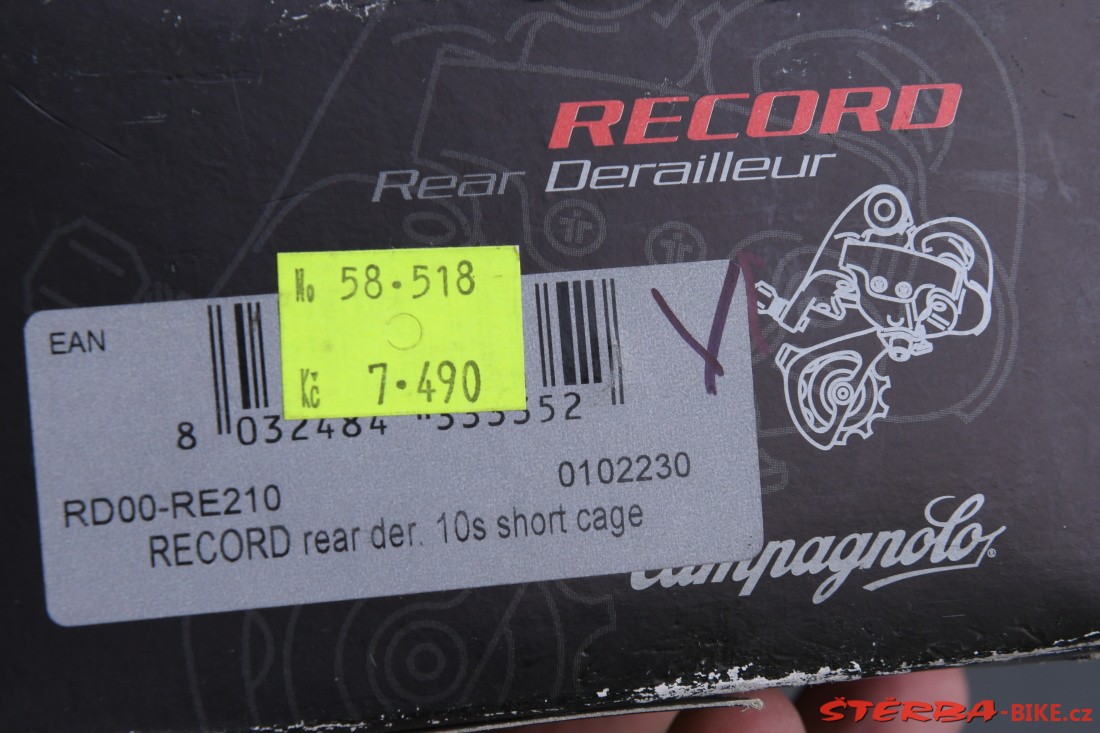 RECORD
Rear Derailleur
No 58.518
Kč 7.490
EAN
8 032484
RD00-RE210 0102230
RECORD rear der. 10s short cage
Campagnolo®
ŠTĚRBA-BIKE.cz